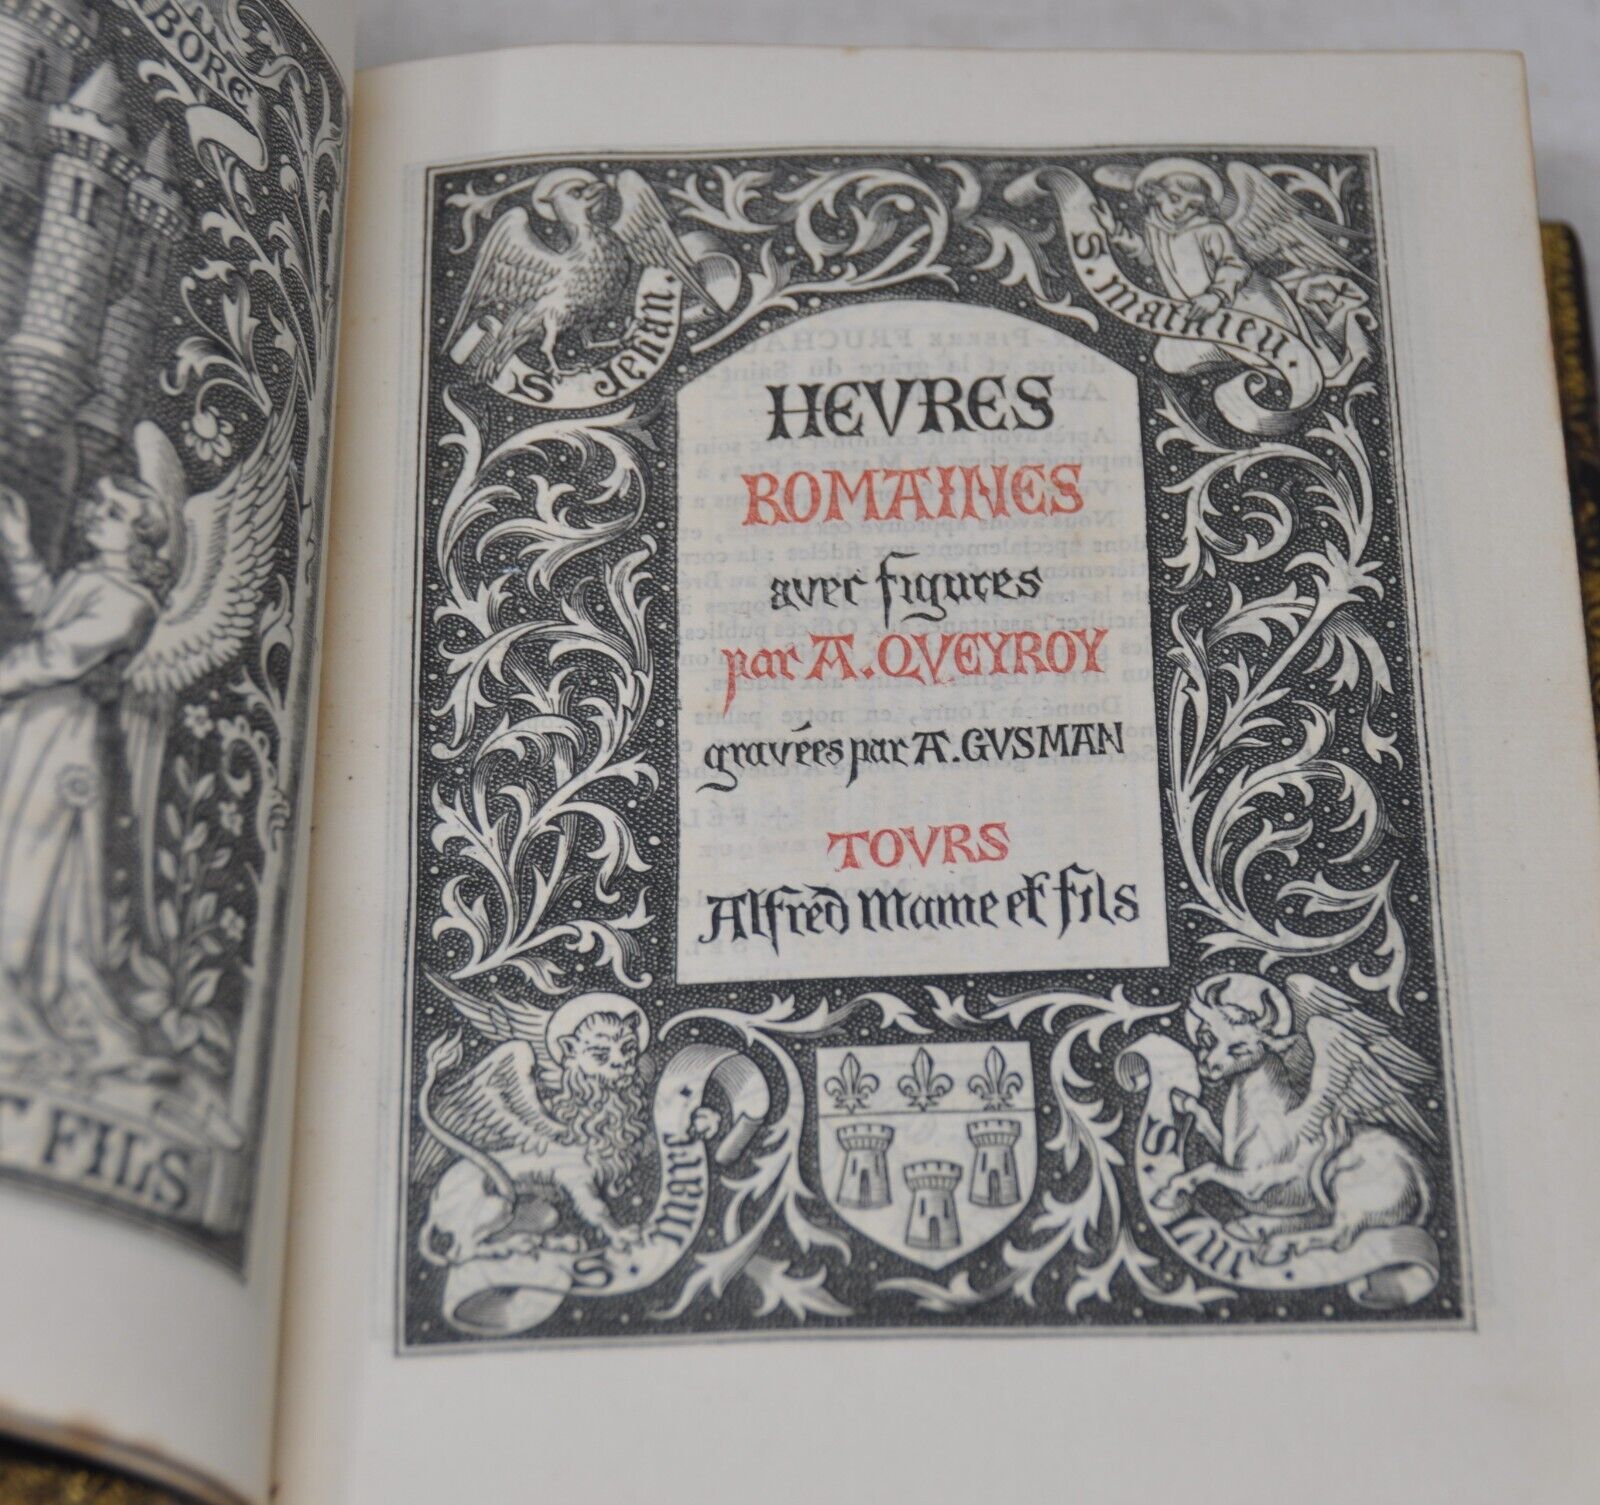 BORE
T FILS
S. Jehan.
S. Mathieu.
HEVRES
ROMAINES
avec figures
par A. QVEYROY
gravées par A. GVSMAN
TOVRS
Alfred Mame et fils
S. Marc
S. Luc.